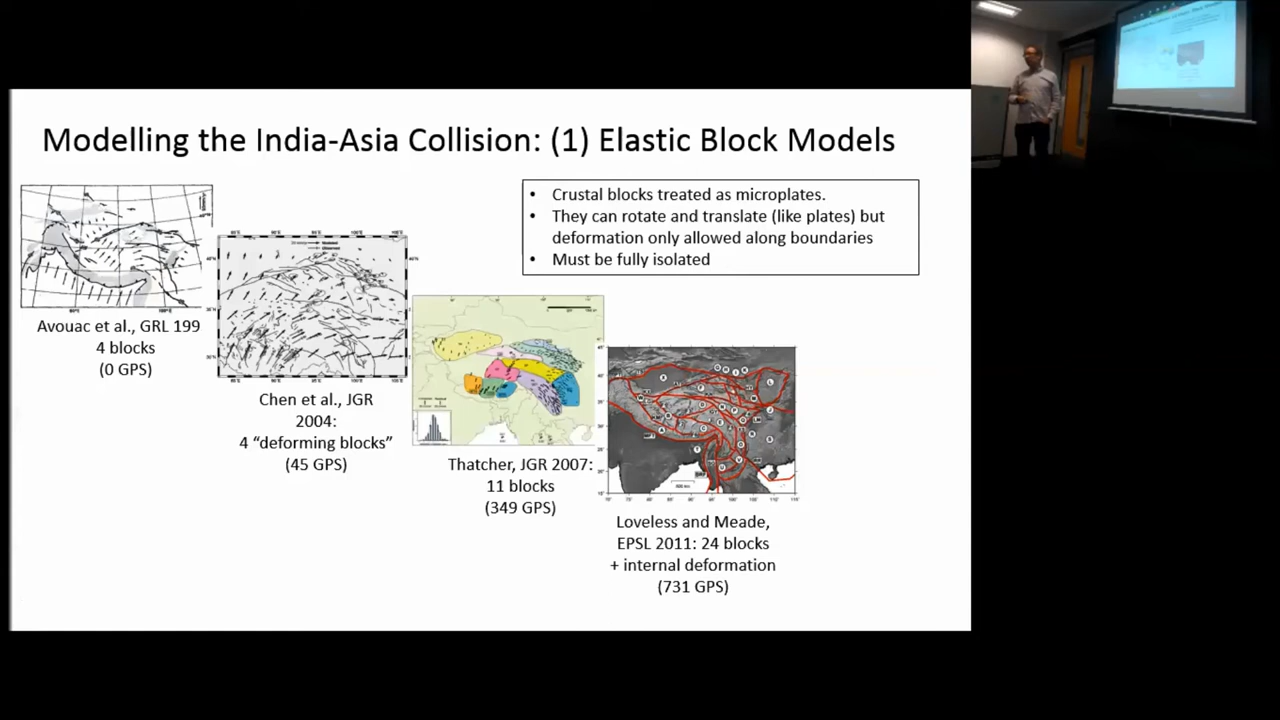 Modelling the India-Asia Collision: (1) Elastic Block Models
• Crustal blocks treated as microplates.
• They can rotate and translate (like plates) but
deformation only allowed along boundaries
• Must be fully isolated
Avouac et al., GRL 199
4 blocks
(0 GPS)
Chen et al., JGR
2004:
4 “deforming blocks”
(45 GPS)
Thatcher, JGR 2007:
11 blocks
(349 GPS)
Loveless and Meade,
EPSL 2011: 24 blocks
+ internal deformation
(731 GPS)